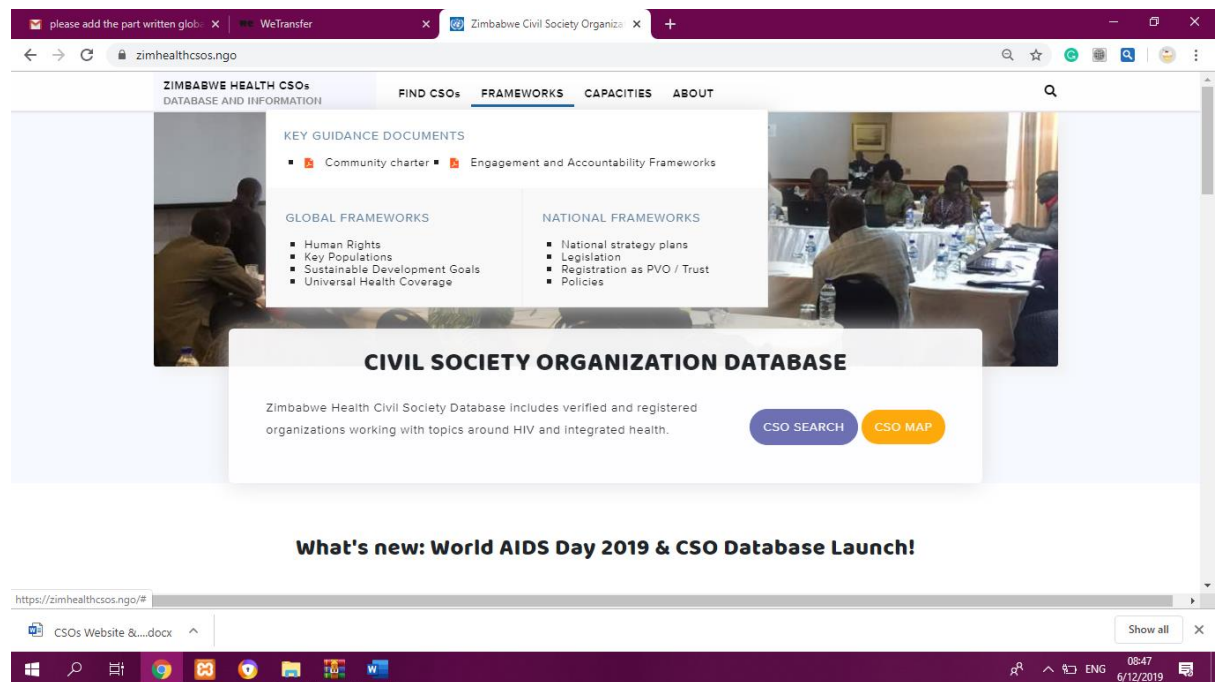 please add the part written glob
WeTransfer
Zimbabwe Civil Society Organiza
zimhealthcsos.ngo
ZIMBABWE HEALTH CSOs
DATABASE AND INFORMATION
FIND CSOs FRAMEWORKS CAPACITIES ABOUT
KEY GUIDANCE DOCUMENTS
Community charter Engagement and Accountability Frameworks
GLOBAL FRAMEWORKS
Human Rights
Key Populations
Sustainable Development Goals
Universal Health Coverage
NATIONAL FRAMEWORKS
National strategy plans
Legislation
Registration as PVO / Trust
Policies
CIVIL SOCIETY ORGANIZATION DATABASE
Zimbabwe Health Civil Society Database includes verified and registered
organizations working with topics around HIV and integrated health.
CSO SEARCH CSO MAP
What's new: World AIDS Day 2019 & CSO Database Launch!
https://zimhealthcsos.ngo/#
CSOs Website &....docx
Show all
ENG
08:47
6/12/2019